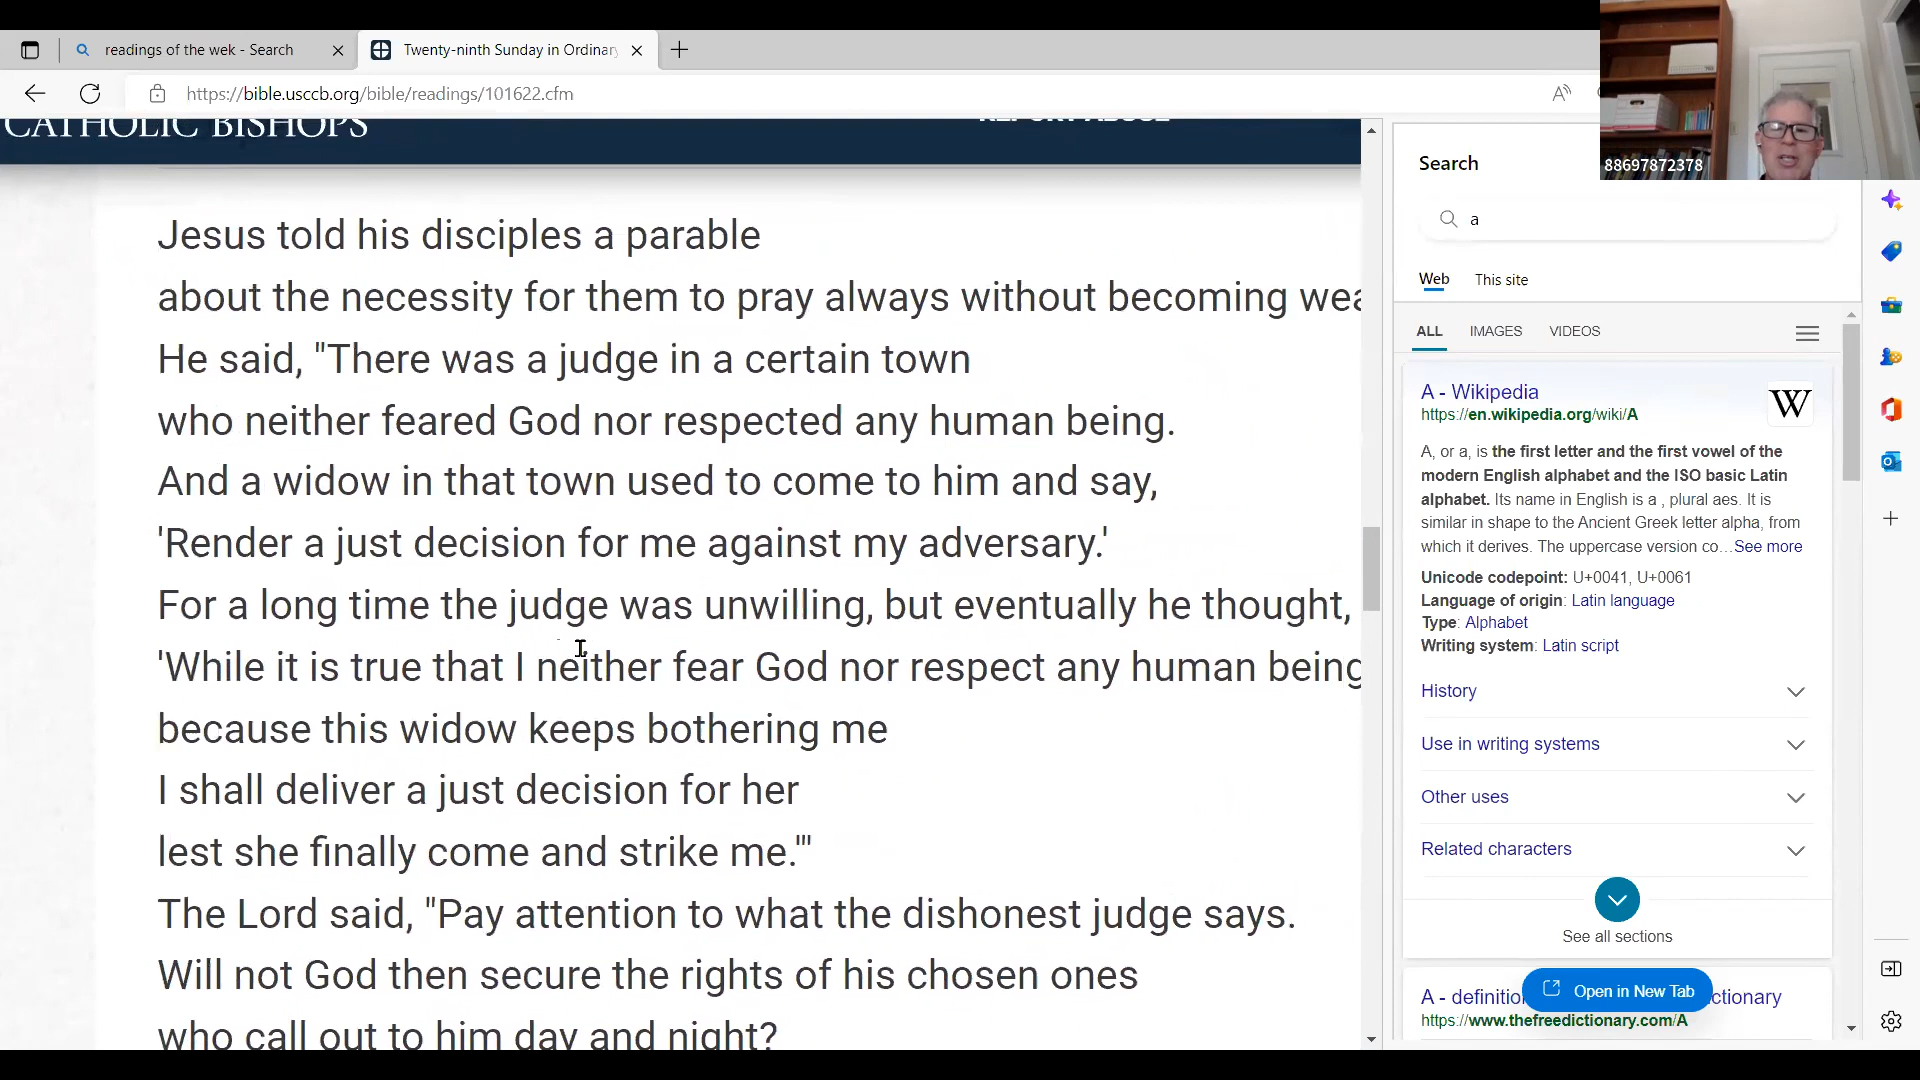 readings of the wek - Search
Twenty-ninth Sunday in Ordinar
https://bible.usccb.org/bible/readings/101622.cfm
CATHOLIC BISHOPS
REPORT ABUSE
Jesus told his disciples a parable
about the necessity for them to pray always without becoming wea
He said, "There was a judge in a certain town
who neither feared God nor respected any human being.
And a widow in that town used to come to him and say,
'Render a just decision for me against my adversary.'
For a long time the judge was unwilling, but eventually he thought,
'While it is true that I neither fear God nor respect any human being
because this widow keeps bothering me
I shall deliver a just decision for her
lest she finally come and strike me.'"
The Lord said, "Pay attention to what the dishonest judge says.
Will not God then secure the rights of his chosen ones
who call out to him day and night?
88697872378
Search
a
Web This site
ALL IMAGES VIDEOS
A - Wikipedia
https://en.wikipedia.org/wiki/A
W
A, or a, is the first letter and the first vowel of the
modern English alphabet and the ISO basic Latin
alphabet. Its name in English is a , plural aes. It is
similar in shape to the Ancient Greek letter alpha, from
which it derives. The uppercase version co...See more
Unicode codepoint: U+0041, U+0061
Language of origin: Latin language
Type: Alphabet
Writing system: Latin script
History
Use in writing systems
Other uses
Related characters
See all sections
Open in New Tab
A - definitio ctionary
https://www.thefreedictionary.com/A